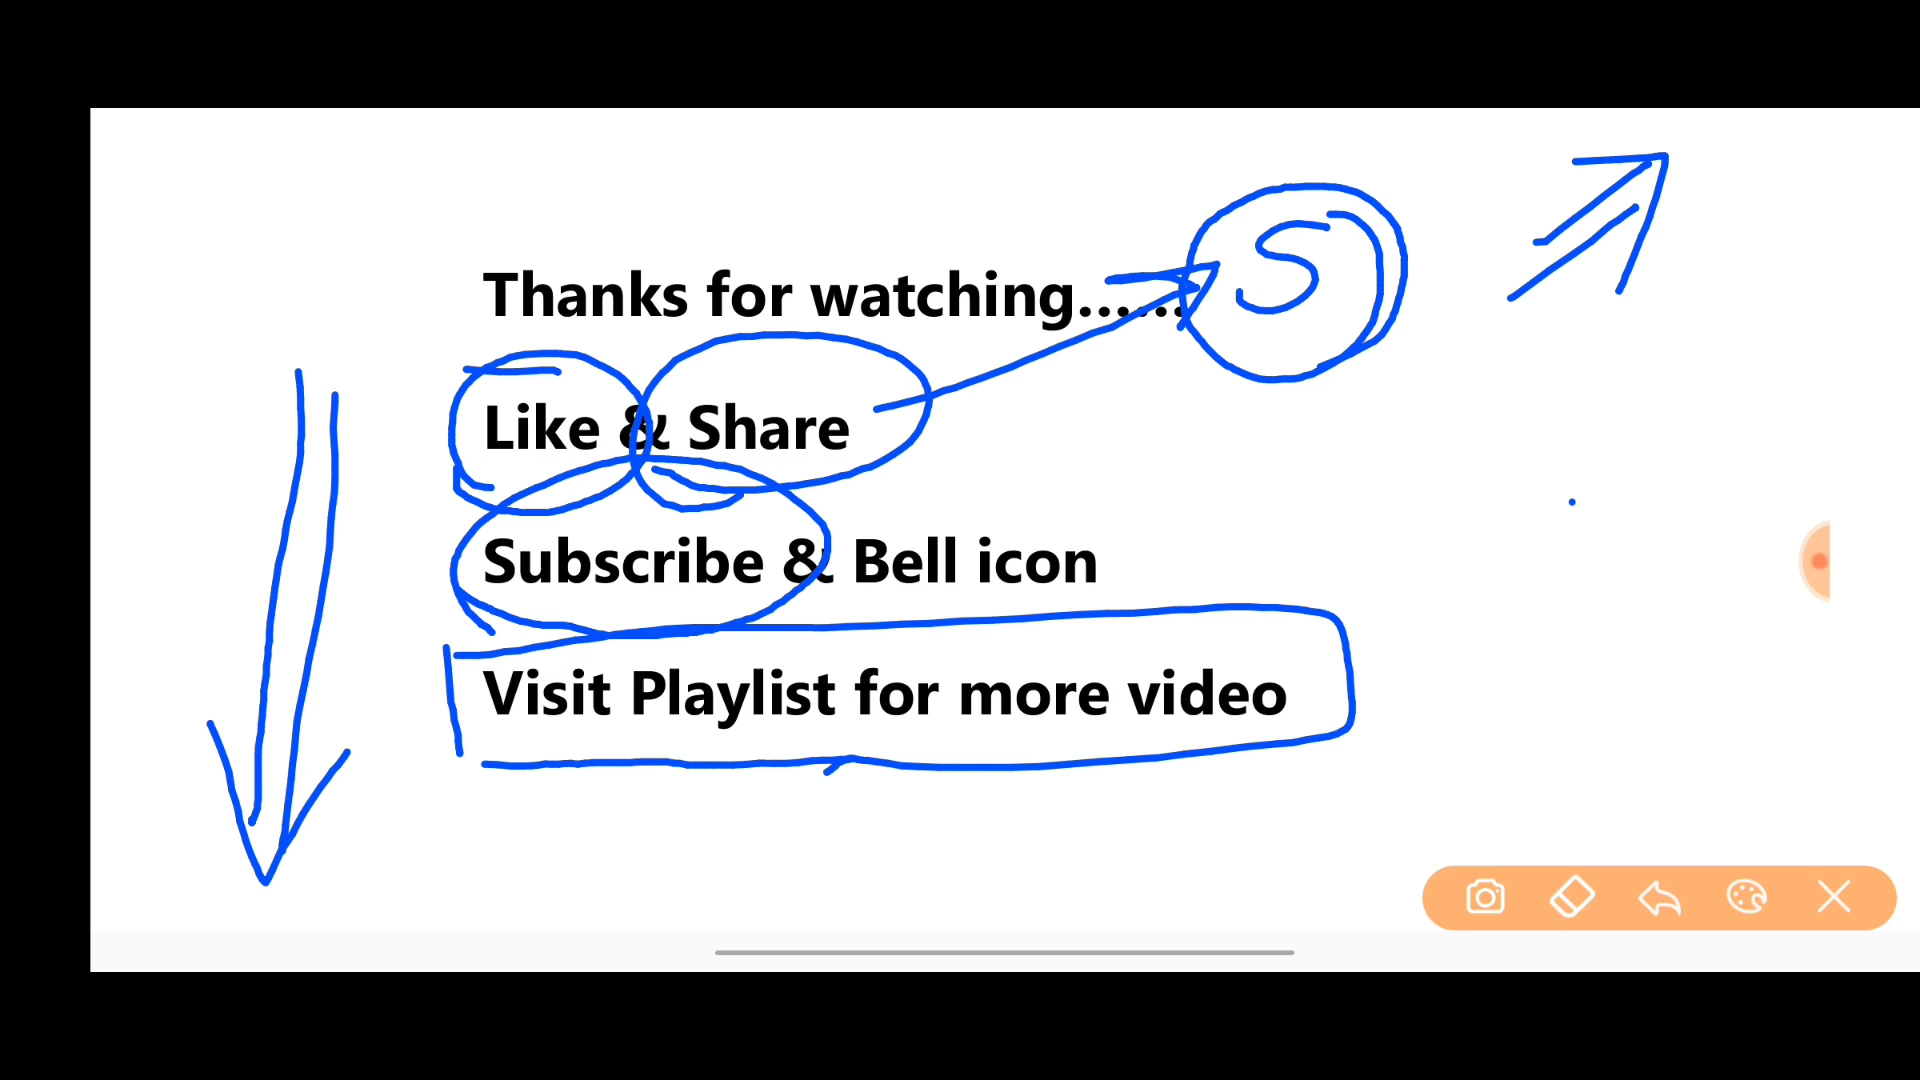 Thanks for watching...... S
Like & Share
Subscribe & Bell icon
Visit Playlist for more video